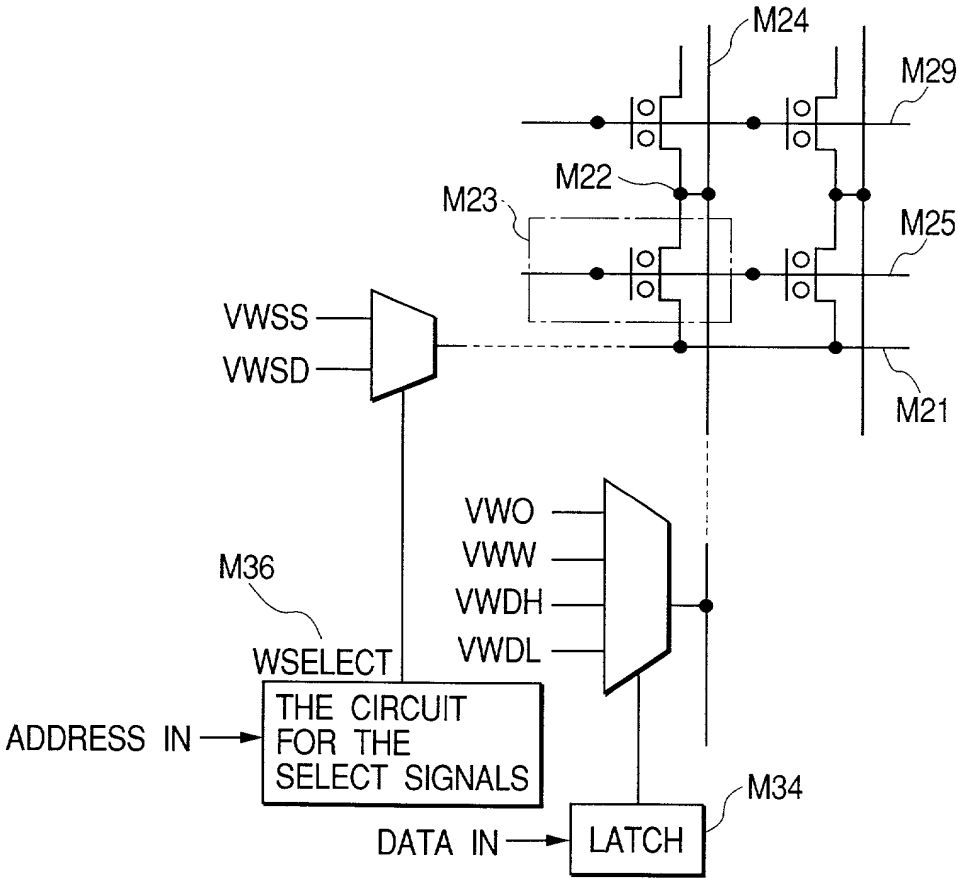 M24
M29
M22
M23
M25
VWSS
VWSD
M21
VWO
VWW
M36
VWDH
WSELECT
VWDL
THE CIRCUIT
FOR THE
SELECT SIGNALS
ADDRESS IN
M34
DATA IN
LATCH